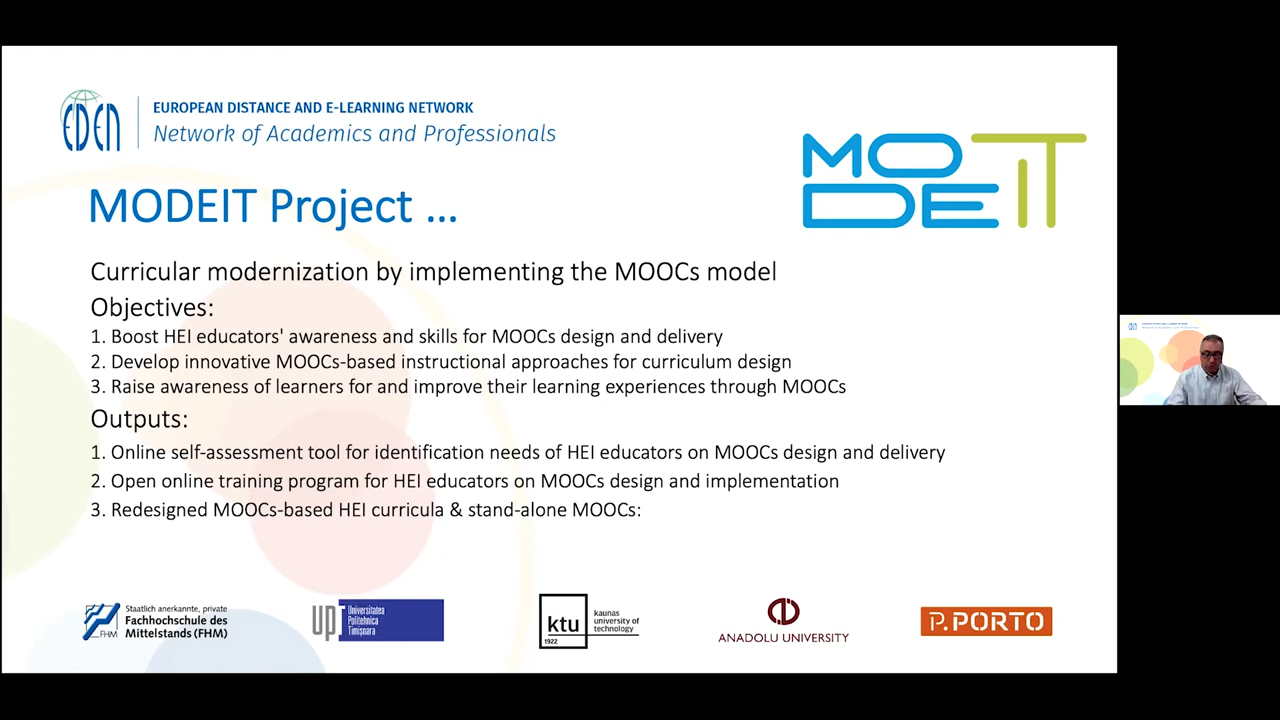 EDEN
EUROPEAN DISTANCE AND E-LEARNING NETWORK
Network of Academics and Professionals
MODEIT
MODEIT Project ...
Curricular modernization by implementing the MOOCs model
Objectives:
1. Boost HEI educators' awareness and skills for MOOCs design and delivery
2. Develop innovative MOOCs-based instructional approaches for curriculum design
3. Raise awareness of learners for and improve their learning experiences through MOOCs
Outputs:
1. Online self-assessment tool for identification needs of HEI educators on MOOCs design and delivery
2. Open online training program for HEI educators on MOOCs design and implementation
3. Redesigned MOOCs-based HEI curricula & stand-alone MOOCs:
FHM
Staatlich anerkannte, private
Fachhochschule des
Mittelstands (FHM)
UPT
Universitatea
Politehnica
Timișoara
ktu
1922
kaunas
university of
technology
ANADOLU UNIVERSITY
P.PORTO